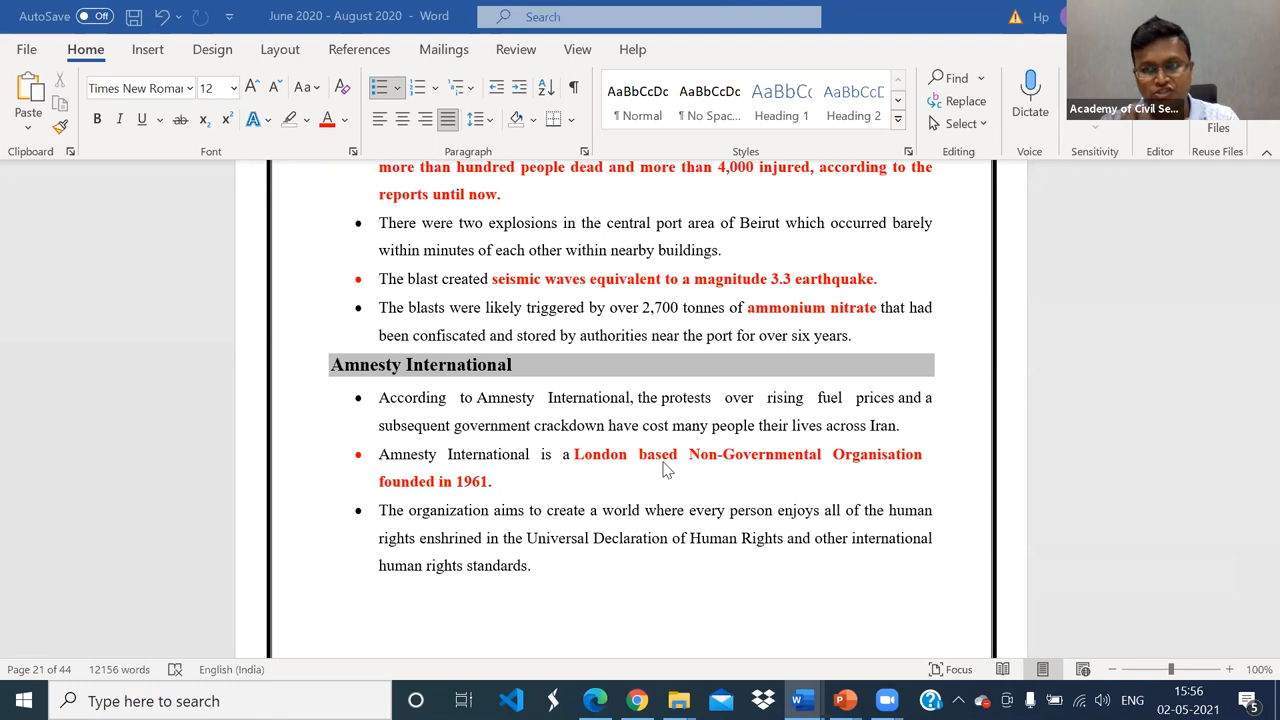 AutoSave Off June 2020 - August 2020 - Word Search Hp
File Home Insert Design Layout References Mailings Review View Help
Times New Romar 12 Aa AaBbCcDc AaBbCcDc AaBbCc AaBbCcD Find
Paste B I U ab x₂ x² A A ¶ Normal ¶ No Spac... Heading 1 Heading 2 Replace Dictate
Select Files
Clipboard Font Paragraph Styles Editing Voice Sensitivity Editor Reuse Files
Academy of Civil Se...
more than hundred people dead and more than 4,000 injured, according to the
reports until now.
• There were two explosions in the central port area of Beirut which occurred barely
within minutes of each other within nearby buildings.
• The blast created seismic waves equivalent to a magnitude 3.3 earthquake.
• The blasts were likely triggered by over 2,700 tonnes of ammonium nitrate that had
been confiscated and stored by authorities near the port for over six years.
Amnesty International
• According to Amnesty International, the protests over rising fuel prices and a
subsequent government crackdown have cost many people their lives across Iran.
• Amnesty International is a London based Non-Governmental Organisation
founded in 1961.
• The organization aims to create a world where every person enjoys all of the human
rights enshrined in the Universal Declaration of Human Rights and other international
human rights standards.
Page 21 of 44 12156 words English (India) Focus 100%
Type here to search ENG 15:56
02-05-2021 5